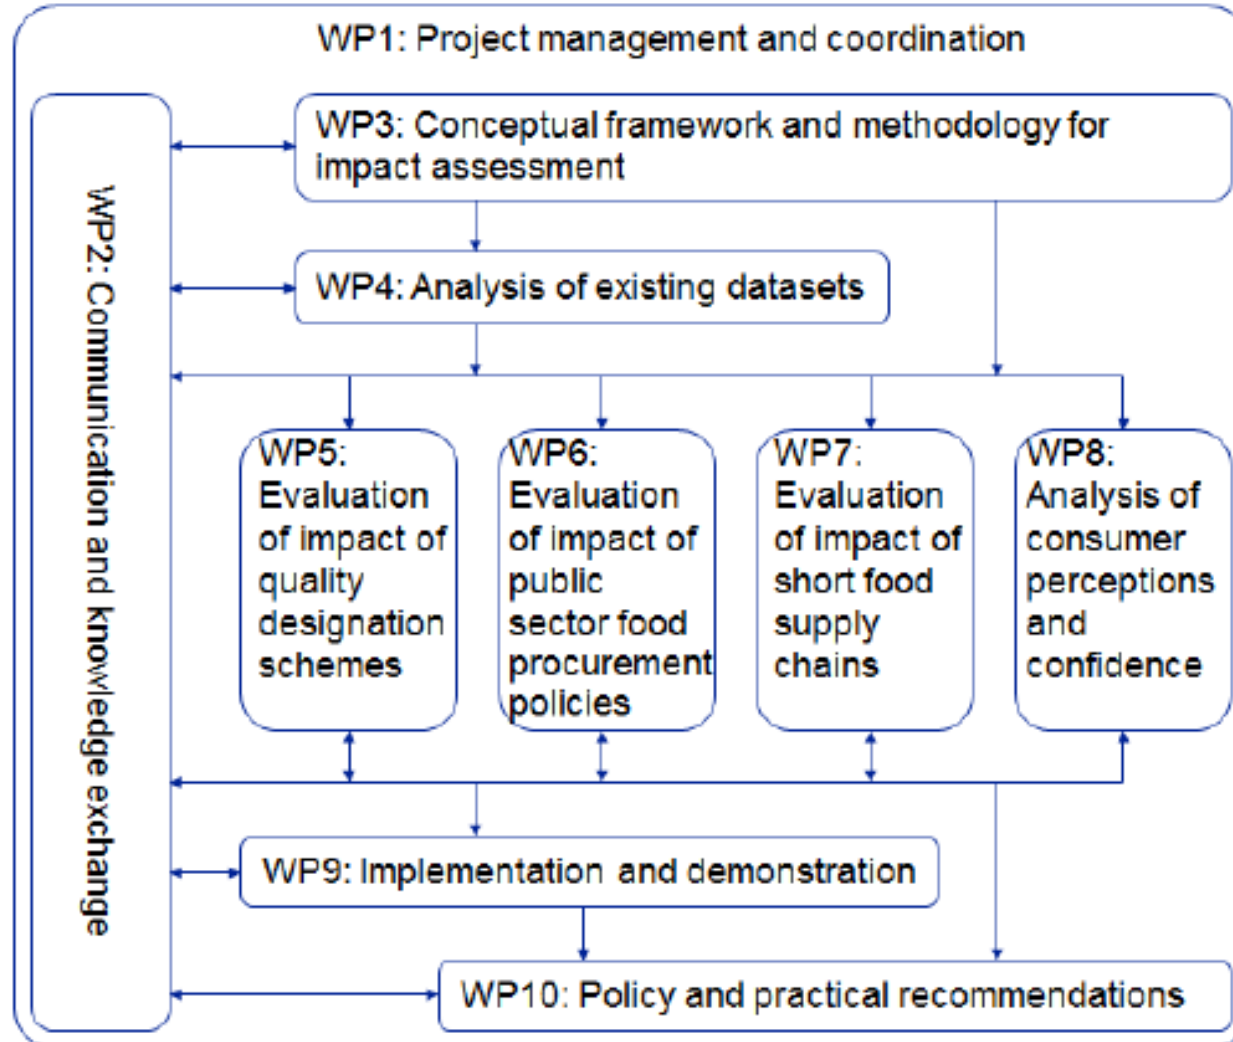 WP1: Project management and coordination
WP2: Communication and knowledge exchange
WP3: Conceptual framework and methodology for
impact assessment
WP4: Analysis of existing datasets
WP5:
Evaluation
of impact of
quality
designation
schemes
WP6:
Evaluation
of impact of
public
sector food
procurement
policies
WP7:
Evaluation
of impact of
short food
supply
chains
WP8:
Analysis of
consumer
perceptions
and
confidence
WP9: Implementation and demonstration
WP10: Policy and practical recommendations